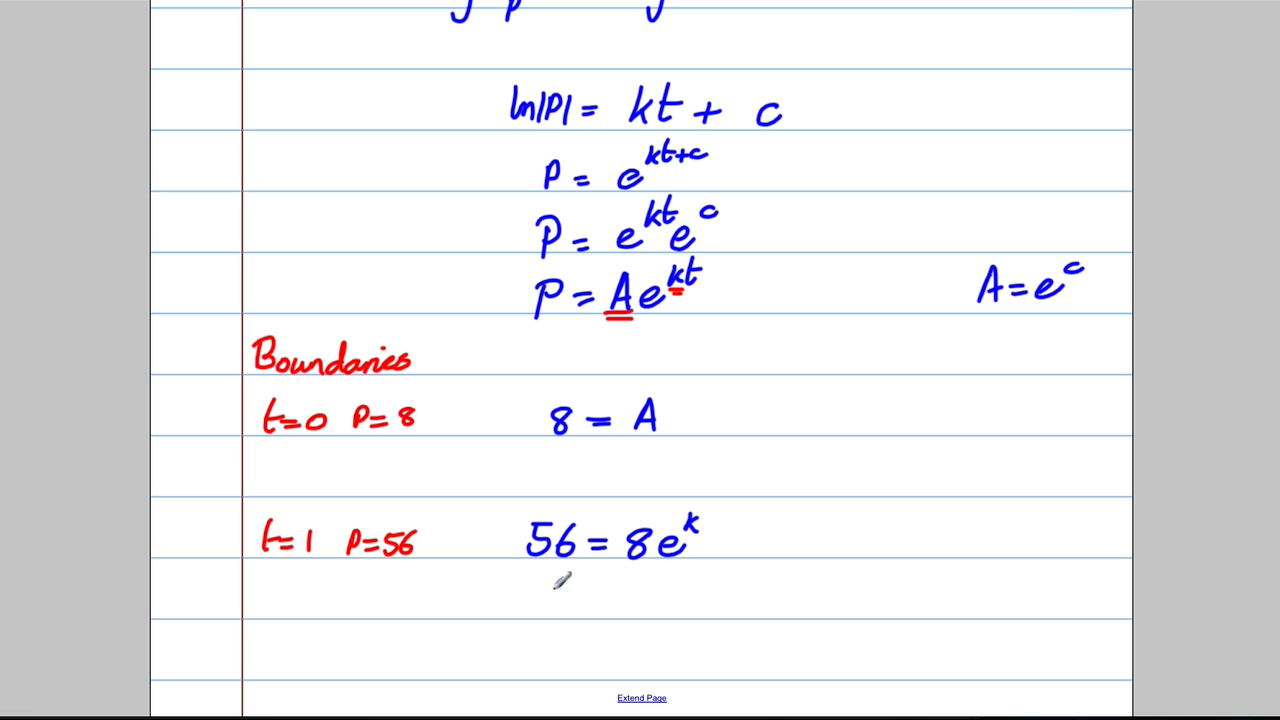 ∫ p ∫
ln|P| = kt + c
P = e^{kt+c}
P = e^{kt} e^{c}
P = Ae^{kt} A = e^{c}
Boundaries
t=0 P=8 8 = A
t=1 P=56 56 = 8e^{k}
Extend Page